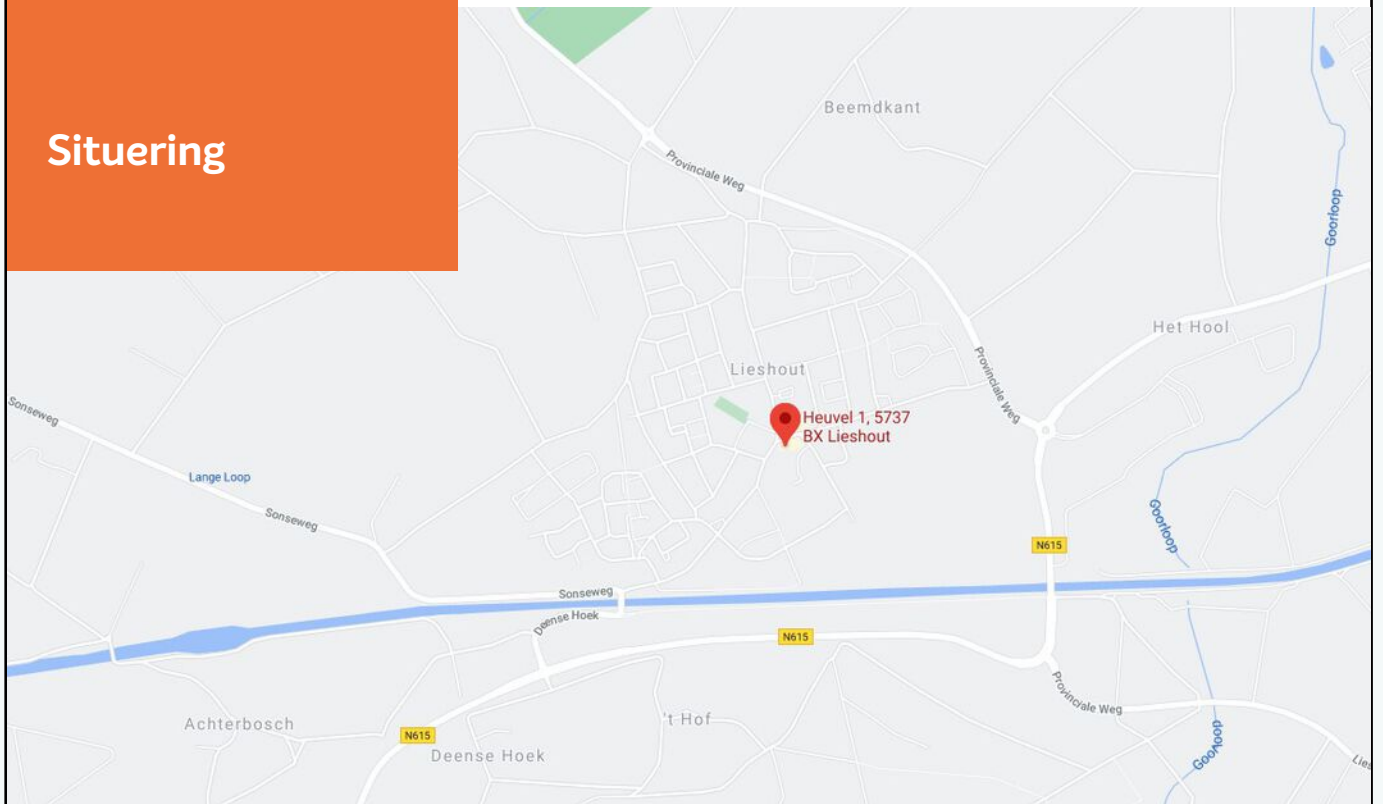 Situering
Beemdkant
Provinciale Weg
Goorloop
Het Hool
Provinciale Weg
Lieshout
Heuvel 1, 5737
BX Lieshout
Sonseweg
Lange Loop
Sonseweg
Goorloop
N615
Sonseweg
Deense Hoek
N615
Provinciale Weg
Achterbosch
't Hof
N615
Deense Hoek
Lies